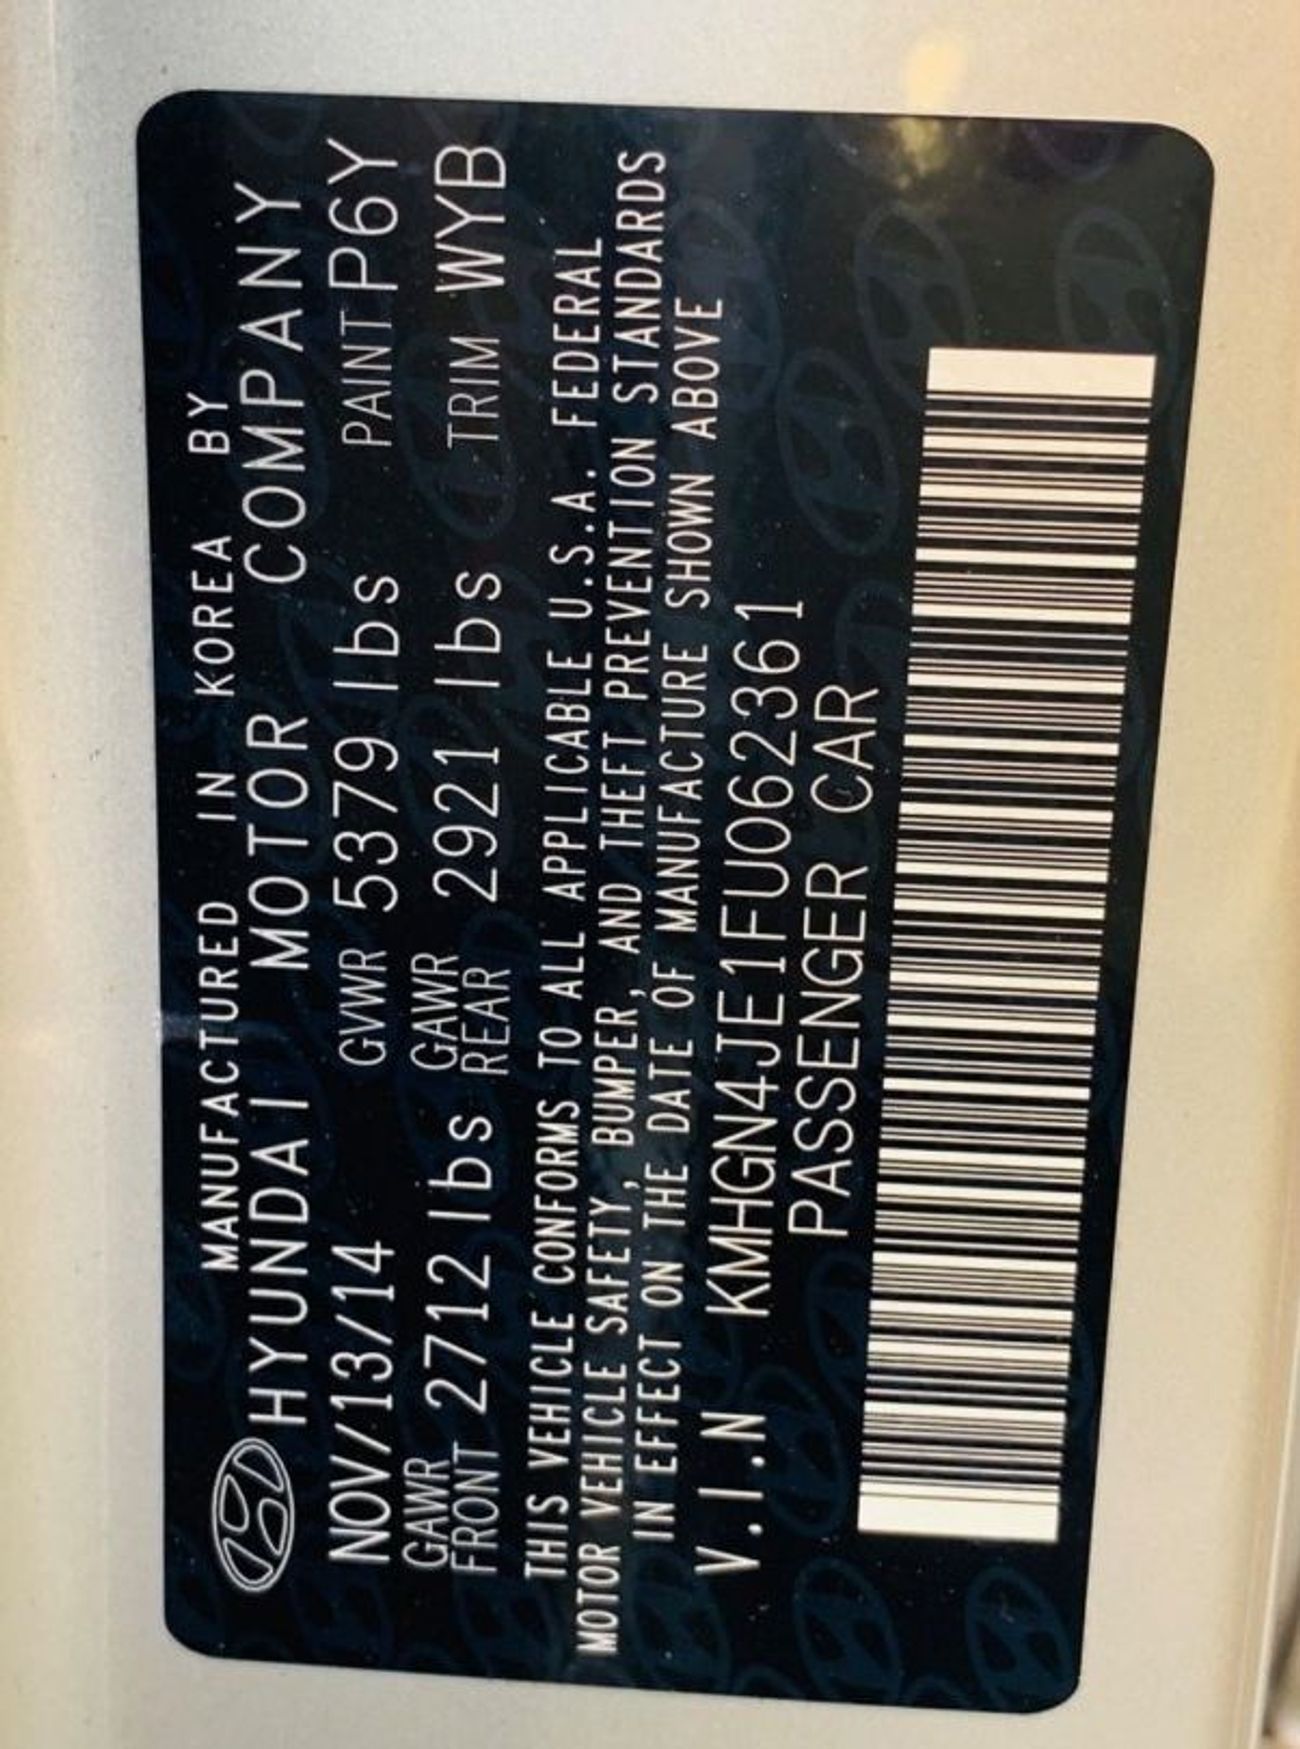 MANUFACTURED IN KOREA BY
HYUNDAI MOTOR COMPANY
NOV/13/14 GVWR 5379 lbs PAINT P6Y
GAWR FRONT 2712 lbs GAWR REAR 2921 lbs TRIM WYB
THIS VEHICLE CONFORMS TO ALL APPLICABLE U.S.A. FEDERAL
MOTOR VEHICLE SAFETY, BUMPER, AND THEFT PREVENTION STANDARDS
IN EFFECT ON THE DATE OF MANUFACTURE SHOWN ABOVE
V.I.N KMHGN4JE1FU062361
PASSENGER CAR